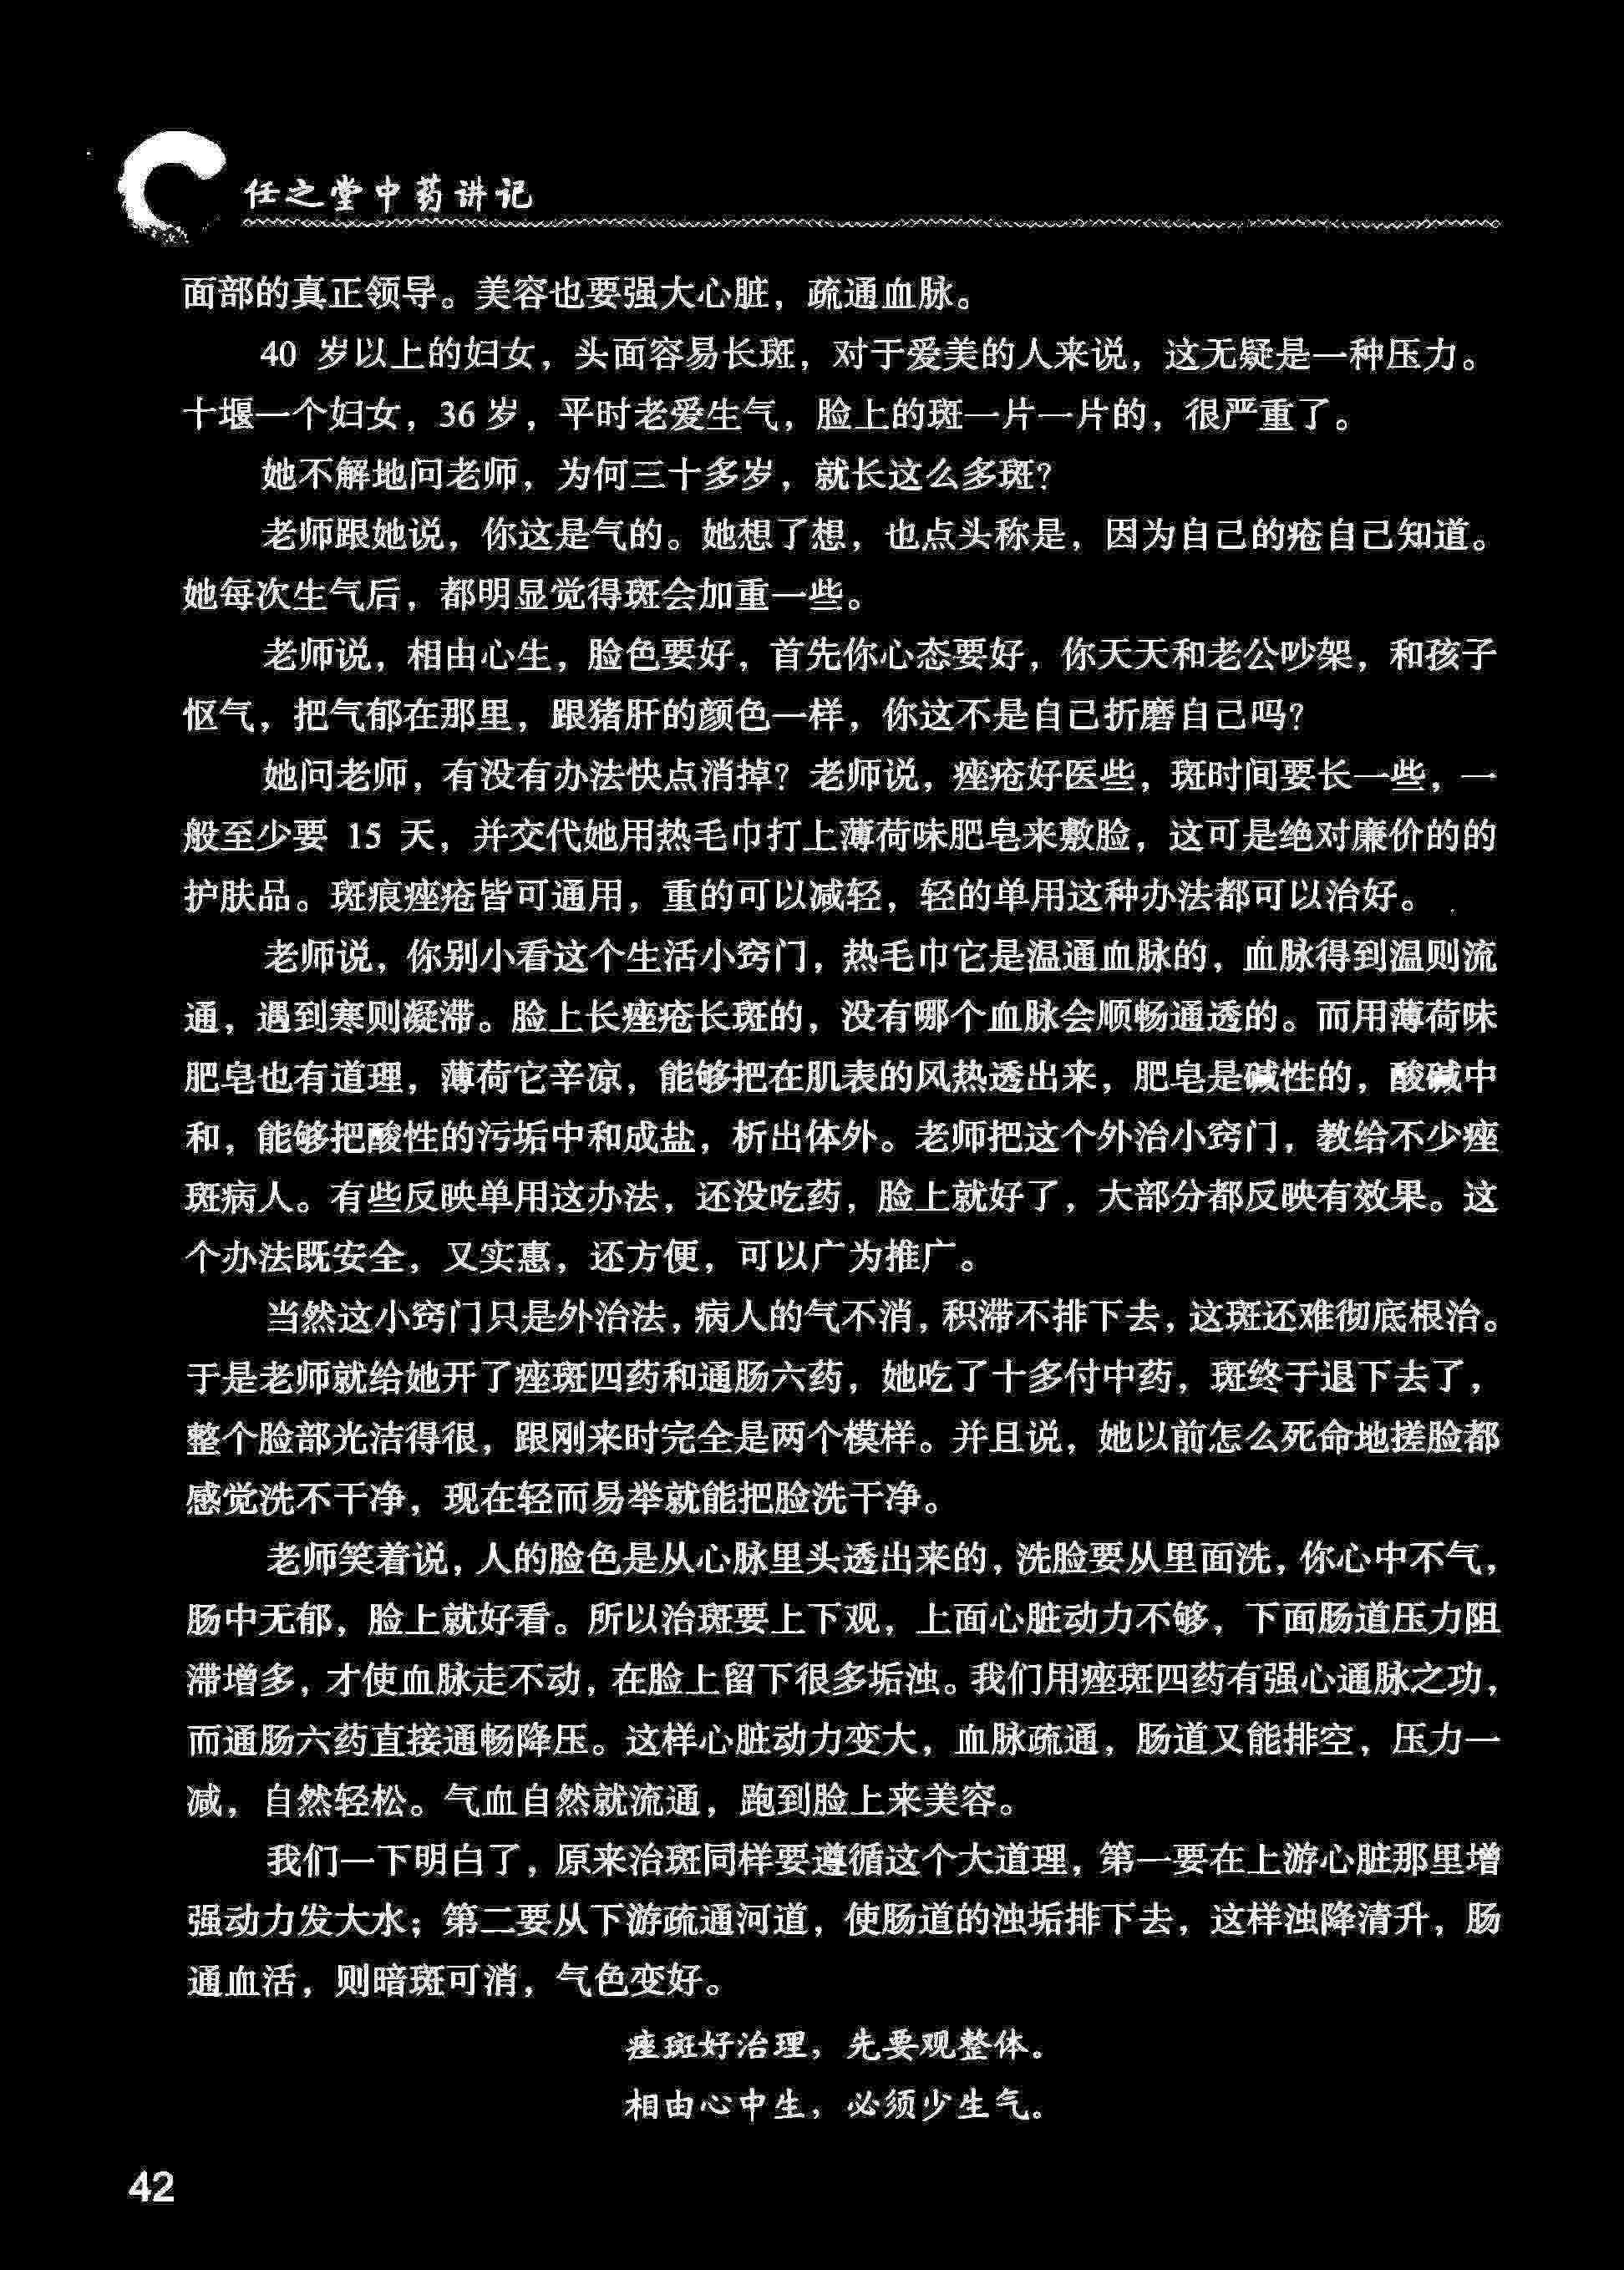 任之堂中药讲记
面部的真正领导。美容也要强大心脏，疏通血脉。
40 岁以上的妇女，头面容易长斑，对于爱美的人来说，这无疑是一种压力。
十堰一个妇女，36岁，平时老爱生气，脸上的斑一片一片的，很严重了。
她不解地问老师，为何三十多岁，就长这么多斑？
老师跟她说，你这是气的。她想了想，也点头称是，因为自己的疮自己知道。
她每次生气后，都明显觉得斑会加重一些。
老师说，相由心生，脸色要好，首先你心态要好，你天天和老公吵架，和孩子
怄气，把气郁在那里，跟猪肝的颜色一样，你这不是自己折磨自己吗？
她问老师，有没有办法快点消掉？老师说，痤疮好医些，斑时间要长一些，一
般至少要 15 天，并交代她用热毛巾打上薄荷味肥皂来敷脸，这可是绝对廉价的的
护肤品。斑痕痤疮皆可通用，重的可以减轻，轻的单用这种办法都可以治好。
老师说，你别小看这个生活小窍门，热毛巾它是温通血脉的，血脉得到温则流
通，遇到寒则凝滞。脸上长痤疮长斑的，没有哪个血脉会顺畅通透的。而用薄荷味
肥皂也有道理，薄荷它辛凉，能够把在肌表的风热透出来，肥皂是碱性的，酸碱中
和，能够把酸性的污垢中和成盐，析出体外。老师把这个外治小窍门，教给不少痤
斑病人。有些反映单用这办法，还没吃药，脸上就好了，大部分都反映有效果。这
个办法既安全，又实惠，还方便，可以广为推广。
当然这小窍门只是外治法，病人的气不消，积滞不排下去，这斑还难彻底根治。
于是老师就给她开了痤斑四药和通肠六药，她吃了十多付中药，斑终于退下去了，
整个脸部光洁得很，跟刚来时完全是两个模样。并且说，她以前怎么死命地搓脸都
感觉洗不干净，现在轻而易举就能把脸洗干净。
老师笑着说，人的脸色是从心脉里头透出来的，洗脸要从里面洗，你心中不气，
肠中无郁，脸上就好看。所以治斑要上下观，上面心脏动力不够，下面肠道压力阻
滞增多，才使血脉走不动，在脸上留下很多垢浊。我们用痤斑四药有强心通脉之功，
而通肠六药直接通畅降压。这样心脏动力变大，血脉疏通，肠道又能排空，压力一
减，自然轻松。气血自然就流通，跑到脸上来美容。
我们一下明白了，原来治斑同样要遵循这个大道理，第一要在上游心脏那里增
强动力发大水；第二要从下游疏通河道，使肠道的浊垢排下去，这样浊降清升，肠
通血活，则暗斑可消，气色变好。
痤斑好治理，先要观整体。
相由心中生，必须少生气。
42